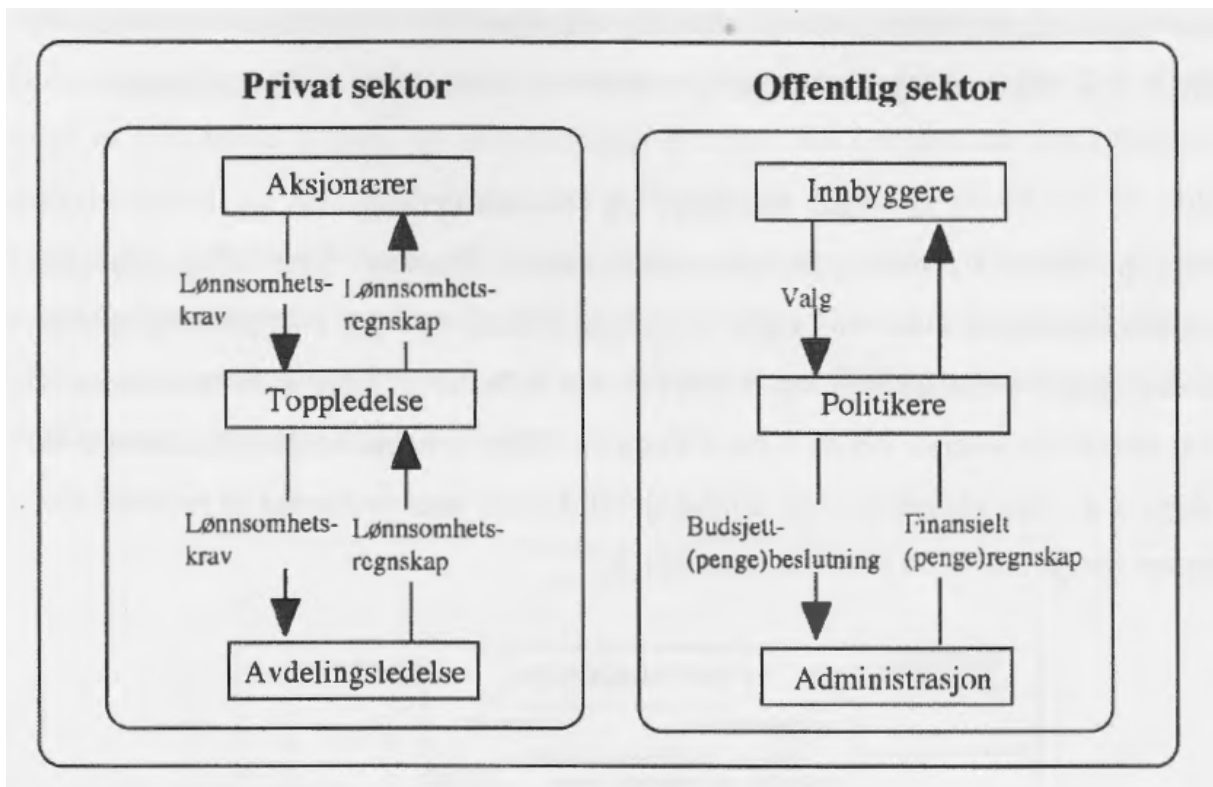 Privat sektor
Aksjonærer
Lønnsomhets-
krav
Lønnsomhets-
regnskap
Toppledelse
Lønnsomhets-
krav
Lønnsomhets-
regnskap
Avdelingsledelse
Offentlig sektor
Innbyggere
Valg
Politikere
Budsjett-
(penge)beslutning
Finansielt
(penge)regnskap
Administrasjon